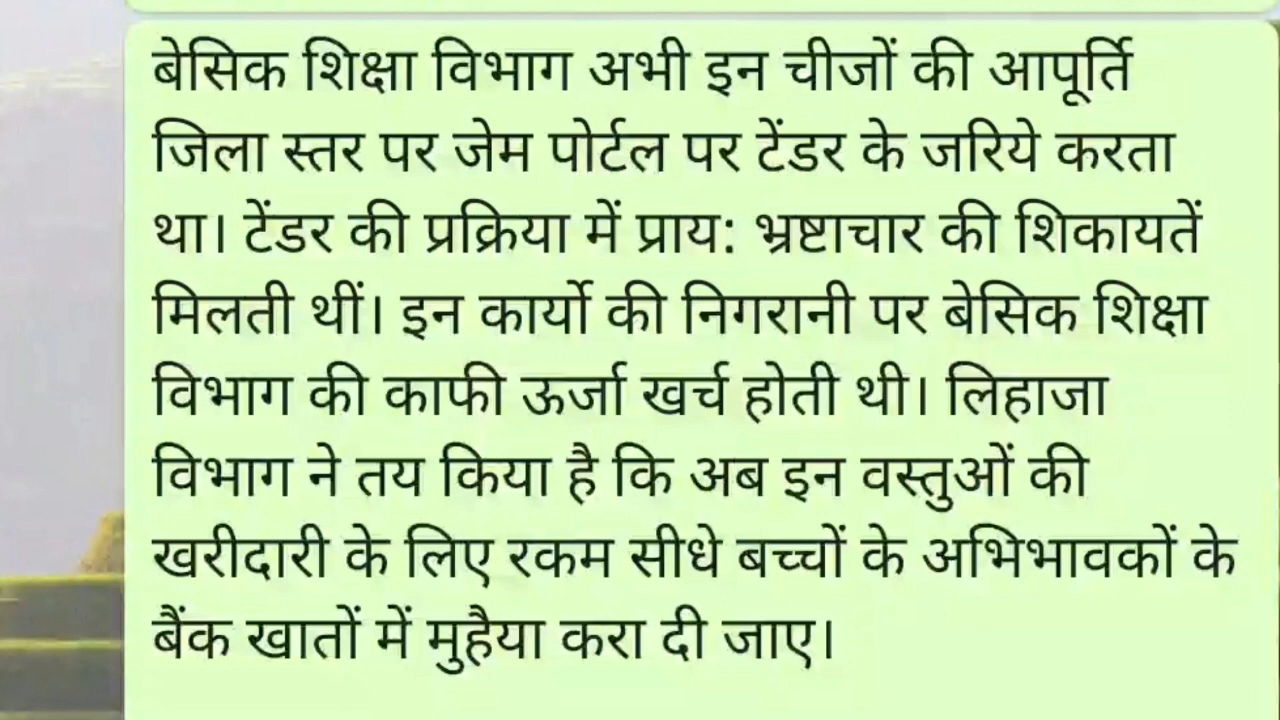 बेसिक शिक्षा विभाग अभी इन चीजों की आपूर्ति
जिला स्तर पर जेम पोर्टल पर टेंडर के जरिये करता
था। टेंडर की प्रक्रिया में प्राय: भ्रष्टाचार की शिकायतें
मिलती थीं। इन कार्यो की निगरानी पर बेसिक शिक्षा
विभाग की काफी ऊर्जा खर्च होती थी। लिहाजा
विभाग ने तय किया है कि अब इन वस्तुओं की
खरीदारी के लिए रकम सीधे बच्चों के अभिभावकों के
बैंक खातों में मुहैया करा दी जाए।